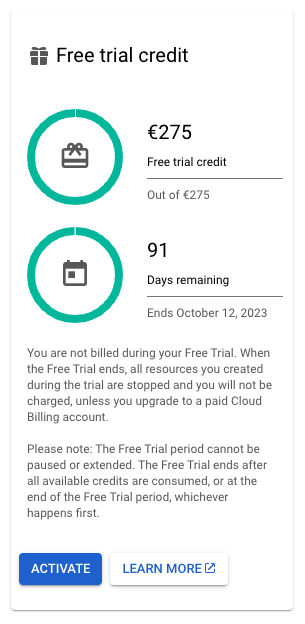 Free trial credit
€275
Free trial credit
Out of €275
91
Days remaining
Ends October 12, 2023
You are not billed during your Free Trial. When
the Free Trial ends, all resources you created
during the trial are stopped and you will not be
charged, unless you upgrade to a paid Cloud
Billing account.
Please note: The Free Trial period cannot be
paused or extended. The Free Trial ends after
all available credits are consumed, or at the
end of the Free Trial period, whichever
happens first.
ACTIVATE LEARN MORE